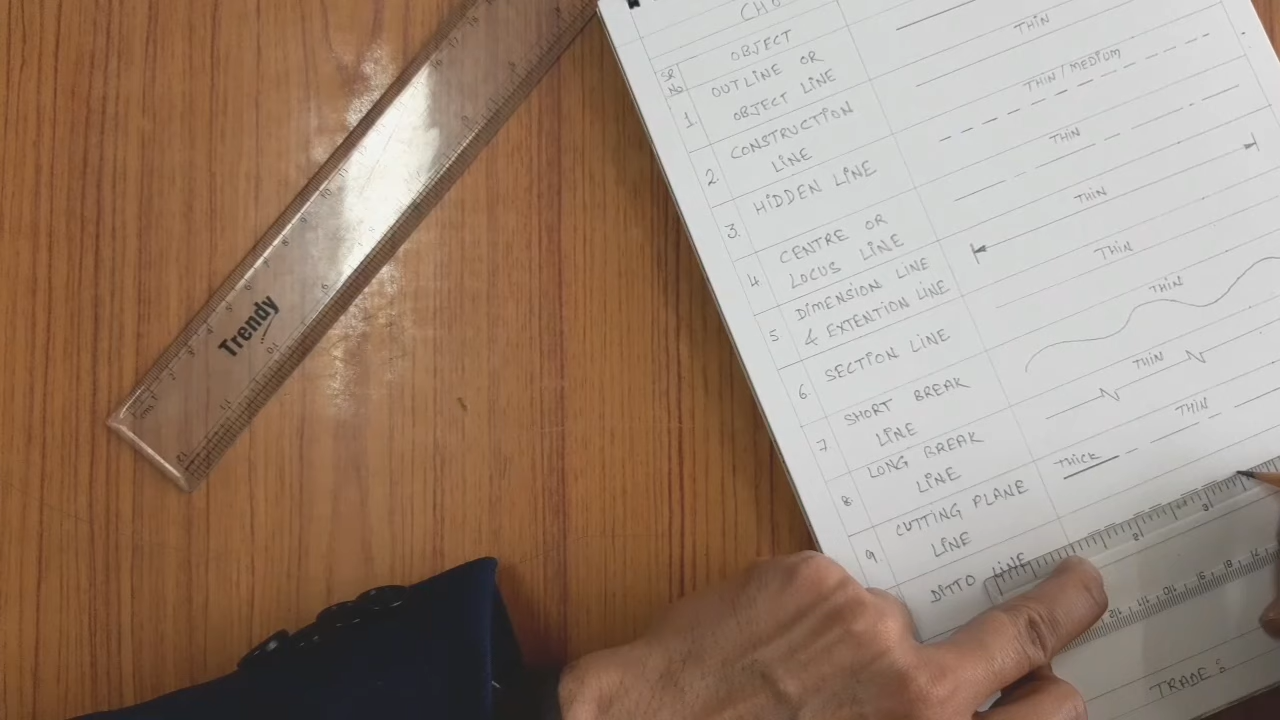 CHO
SR
NO
OBJECT
1.
OUTLINE OR
OBJECT LINE
2
CONSTRUCTION
LINE
THIN
3.
HIDDEN LINE
THIN / MEDIUM
4
CENTRE OR
LOCUS LINE
THIN
5
DIMENSION LINE
& EXTENTION LINE
THIN
6.
SECTION LINE
THIN
7
SHORT BREAK
LINE
THIN
8.
LONG BREAK
LINE
THIN
9
CUTTING PLANE
LINE
THICK
THIN
DITTO LINE
TRADE :
Trendy